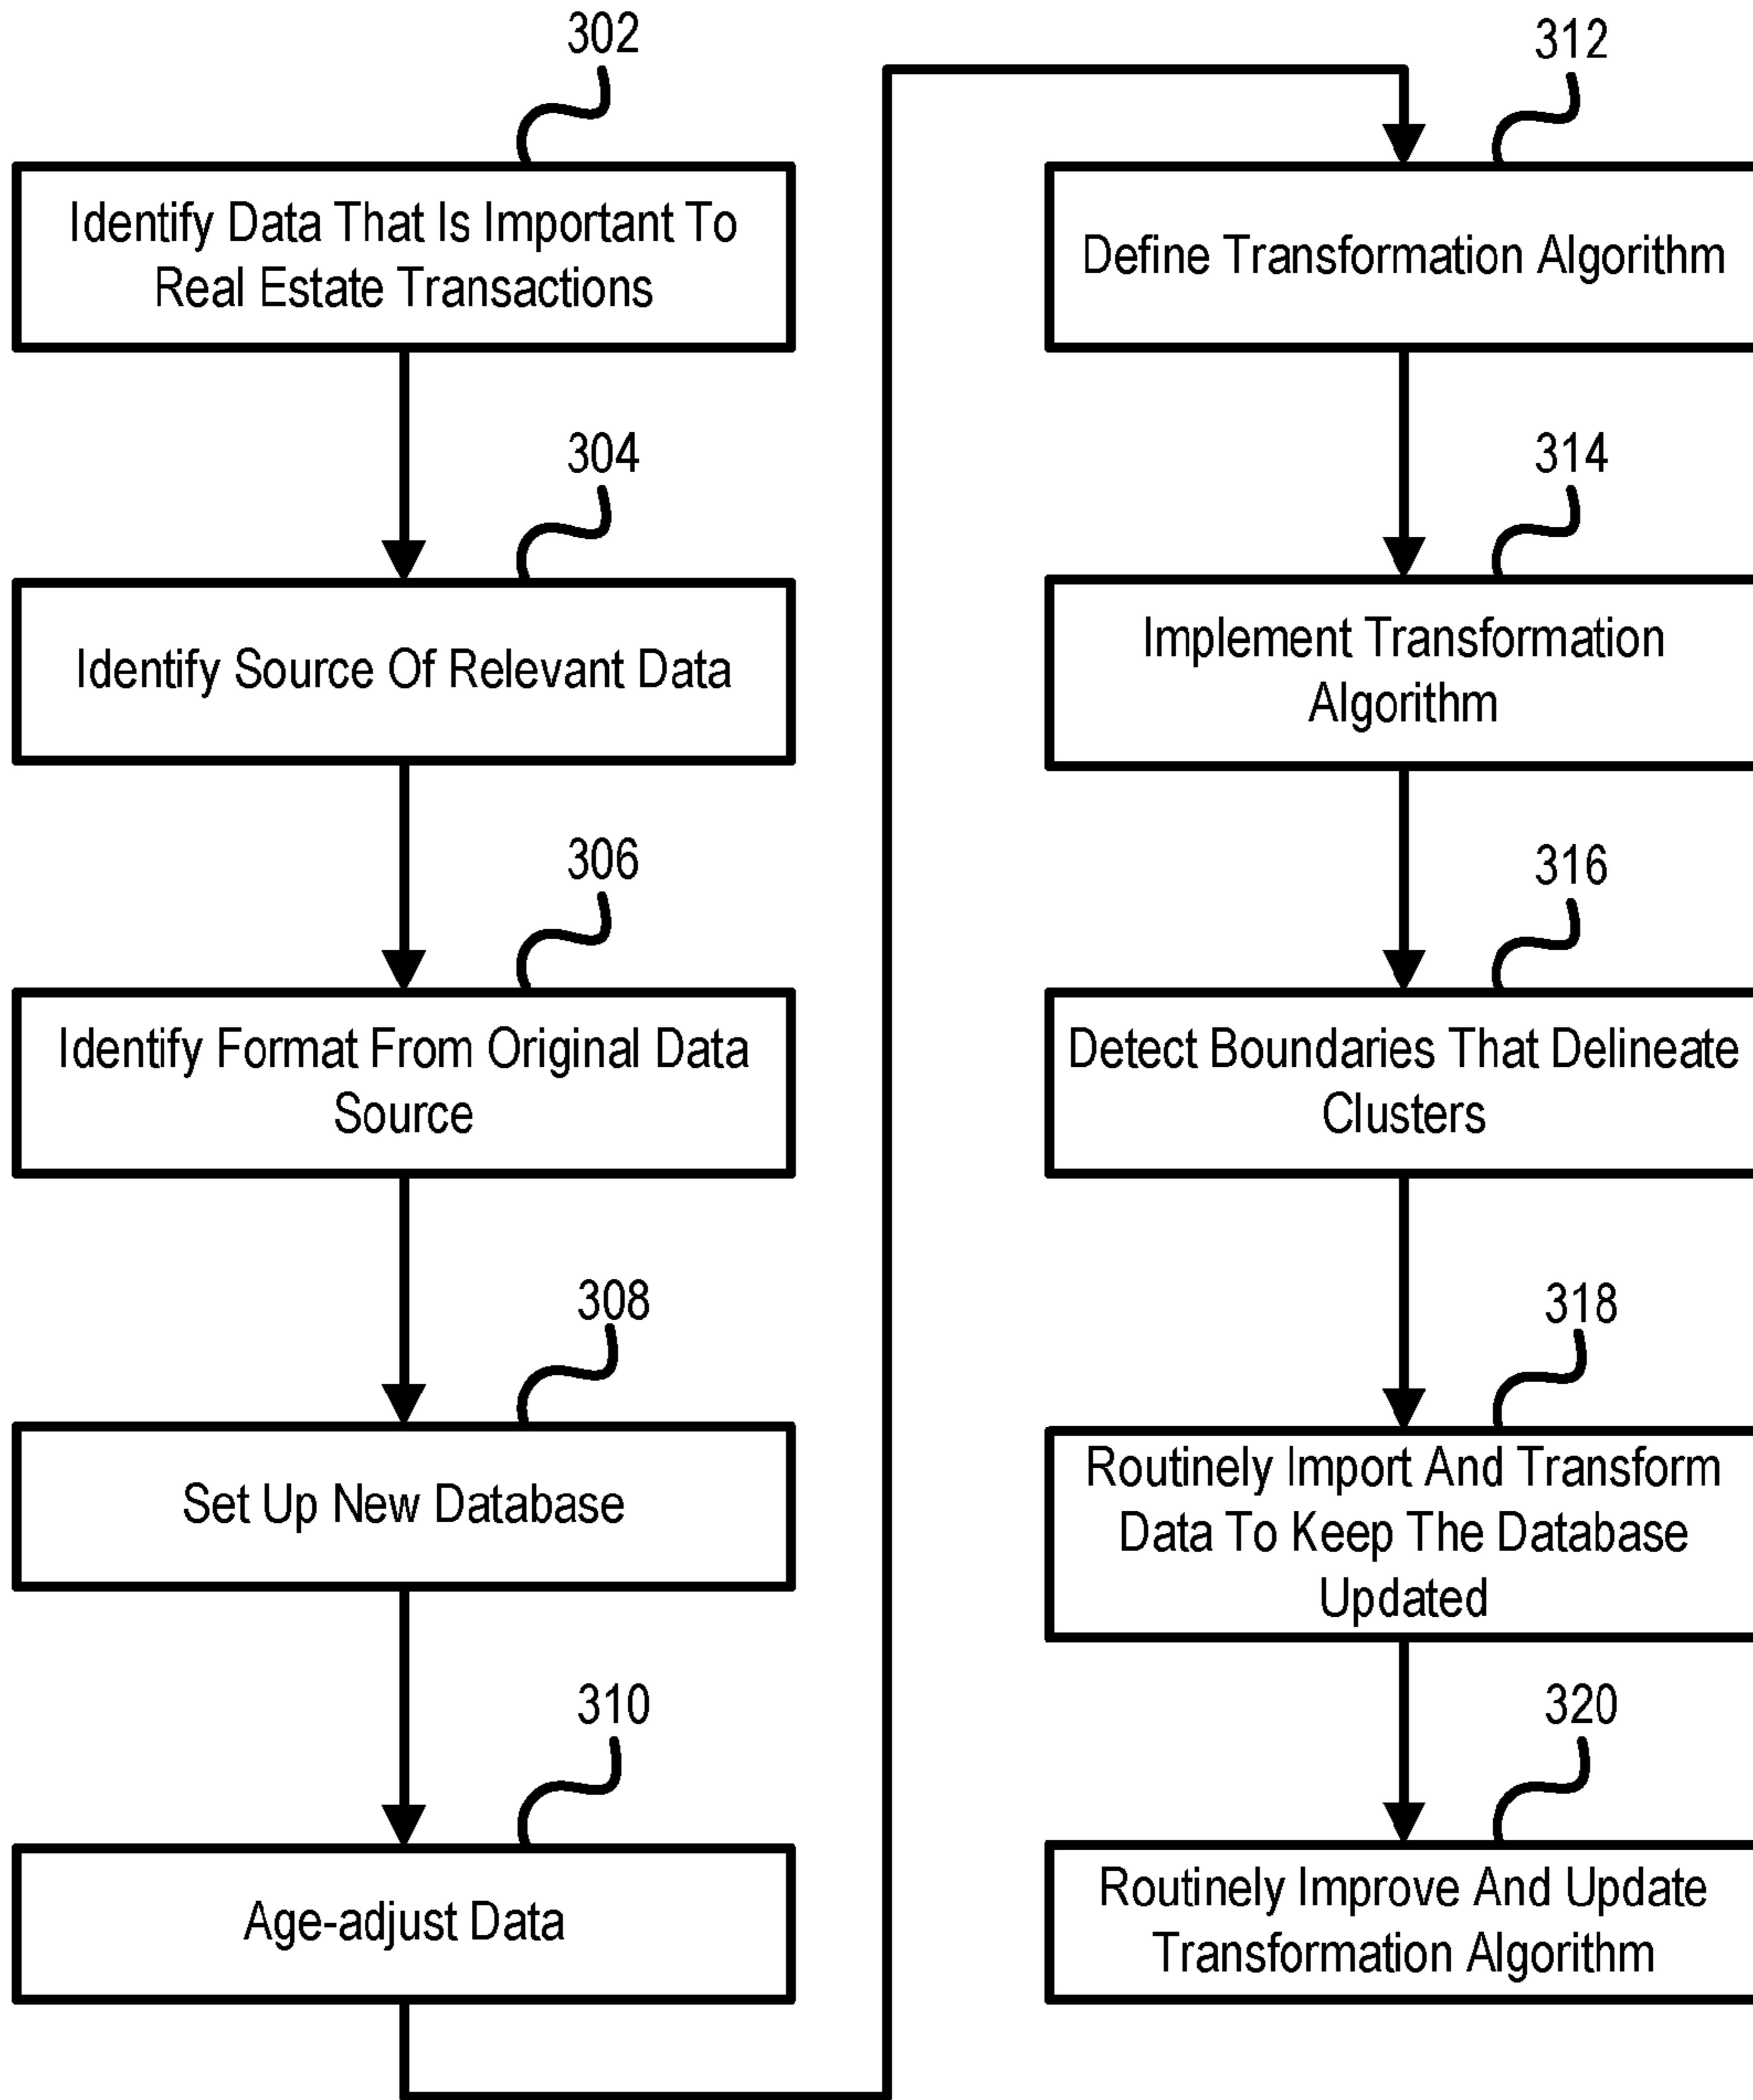 302
Identify Data That Is Important To
Real Estate Transactions
304
Identify Source Of Relevant Data
306
Identify Format From Original Data
Source
308
Set Up New Database
310
Age-adjust Data
312
Define Transformation Algorithm
314
Implement Transformation
Algorithm
316
Detect Boundaries That Delineate
Clusters
318
Routinely Import And Transform
Data To Keep The Database
Updated
320
Routinely Improve And Update
Transformation Algorithm